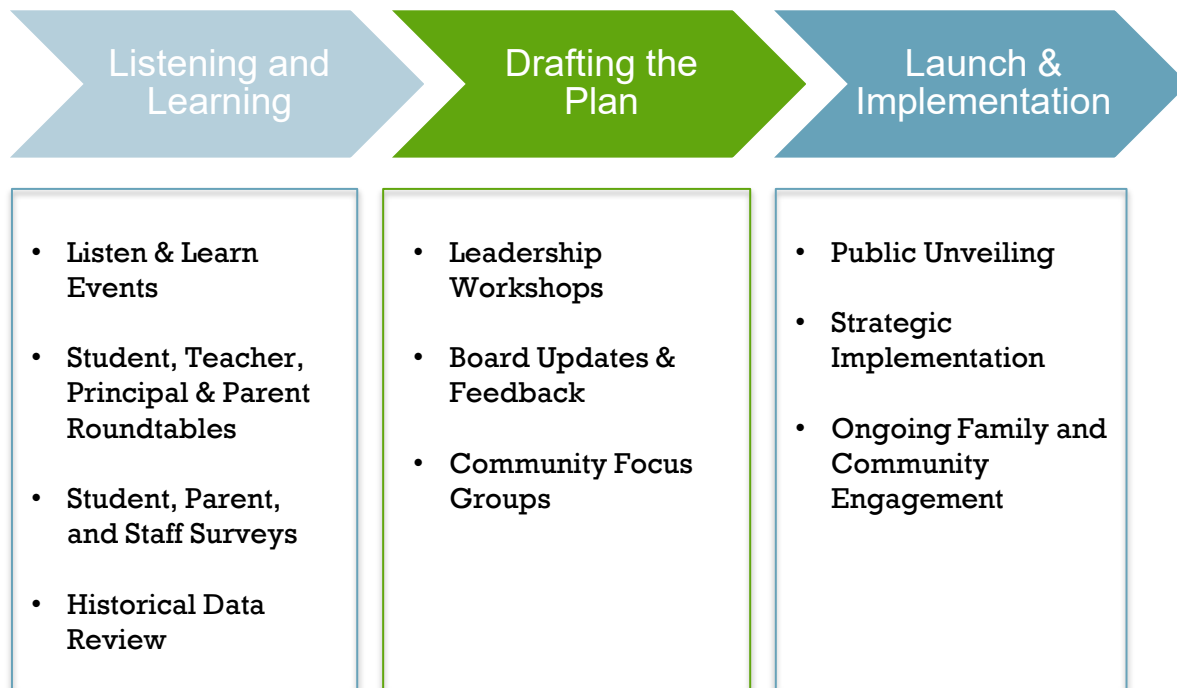 Listening and
Learning
Drafting the
Plan
Launch &
Implementation
• Listen & Learn
Events
• Student, Teacher,
Principal & Parent
Roundtables
• Student, Parent,
and Staff Surveys
• Historical Data
Review
• Leadership
Workshops
• Board Updates &
Feedback
• Community Focus
Groups
• Public Unveiling
• Strategic
Implementation
• Ongoing Family and
Community
Engagement